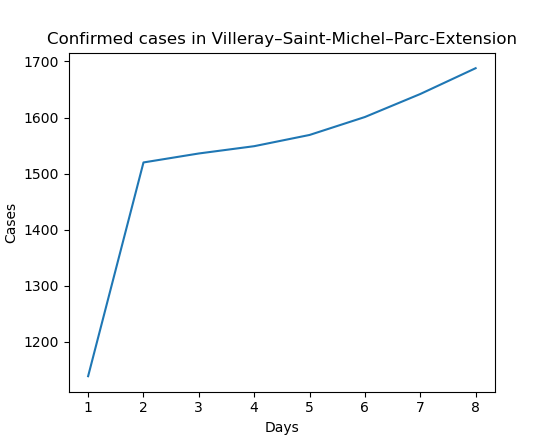 Confirmed cases in Villeray–Saint-Michel–Parc-Extension
1700
1600
1500
1400
1300
1200
Cases
1 2 3 4 5 6 7 8
Days